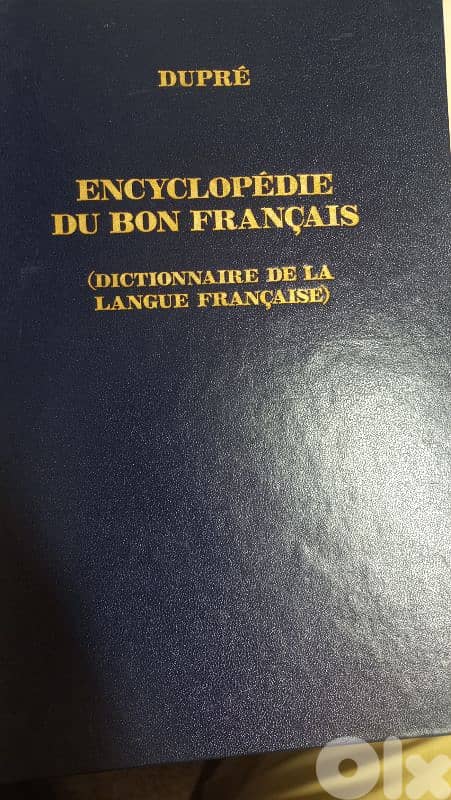 DUPRÉ
ENCYCLOPÉDIE
DU BON FRANÇAIS
(DICTIONNAIRE DE LA
LANGUE FRANÇAISE)
OLX